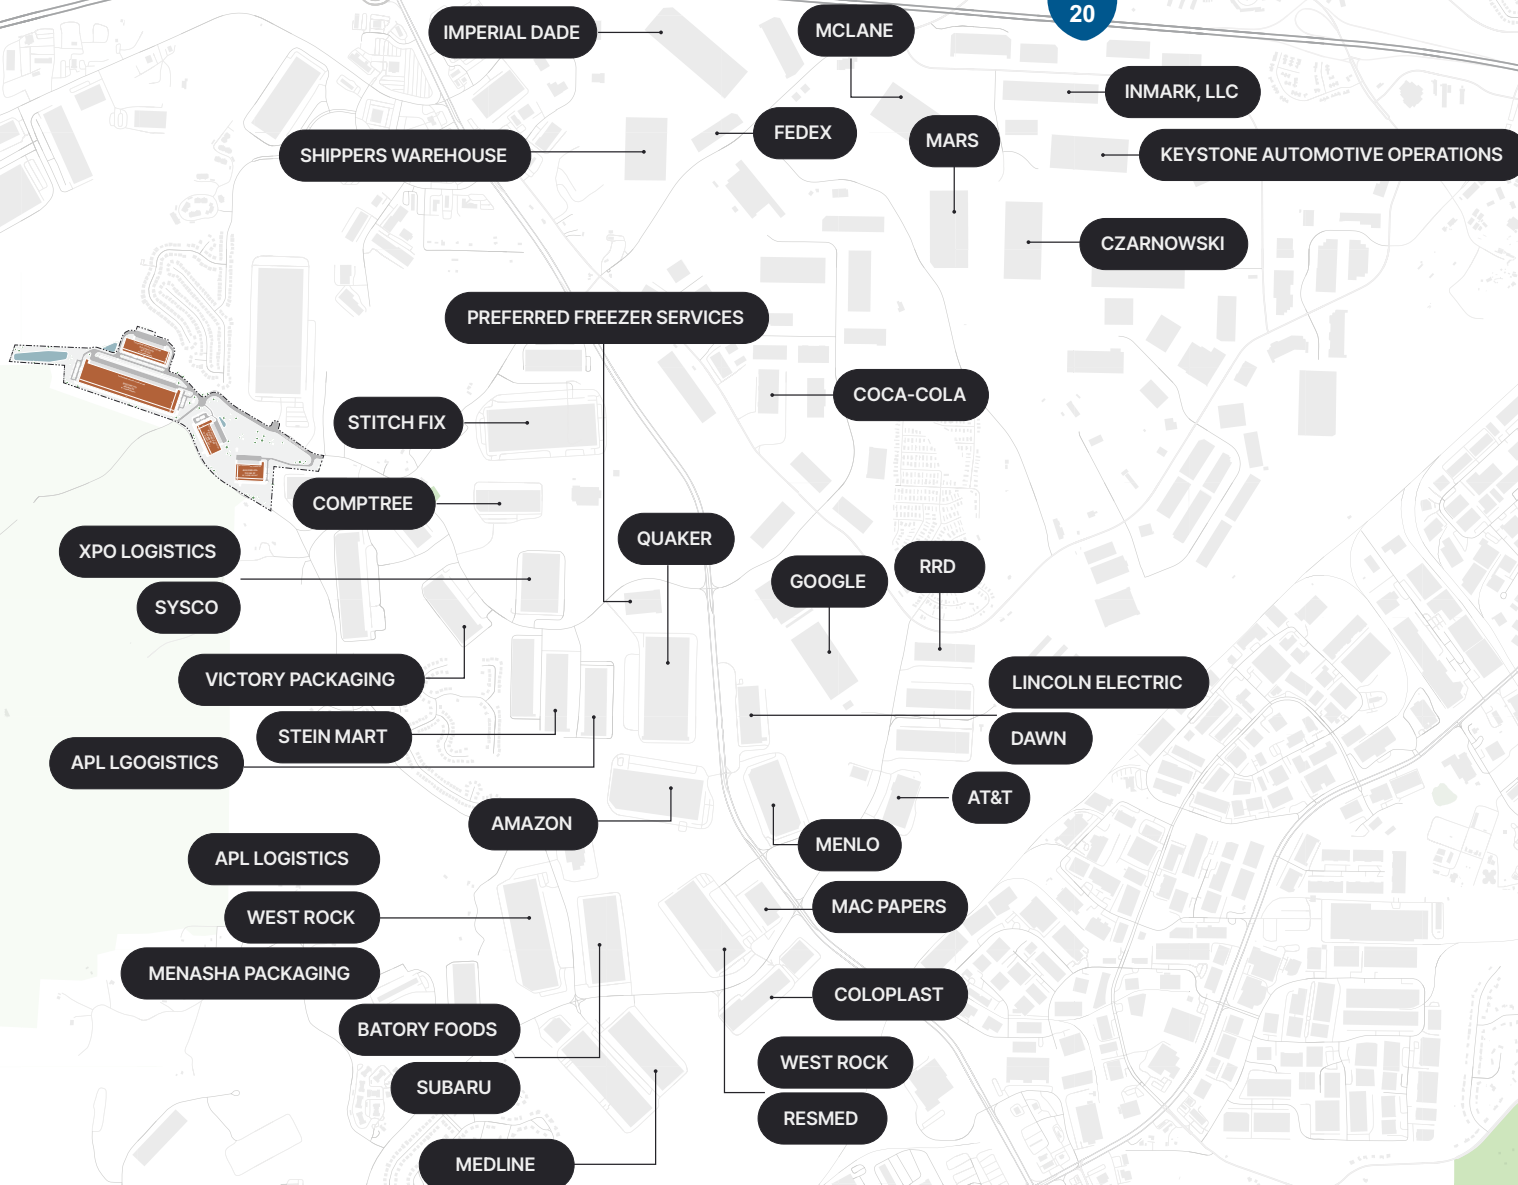 20
IMPERIAL DADE
MCLANE
INMARK, LLC
FEDEX
MARS
SHIPPERS WAREHOUSE
KEYSTONE AUTOMOTIVE OPERATIONS
CZARNOWSKI
PREFERRED FREEZER SERVICES
COCA-COLA
STITCH FIX
COMPTREE
QUAKER
XPO LOGISTICS
SYSCO
GOOGLE
RRD
VICTORY PACKAGING
LINCOLN ELECTRIC
STEIN MART
DAWN
APL LGOGISTICS
AT&T
AMAZON
MENLO
APL LOGISTICS
WEST ROCK
MENASHA PACKAGING
MAC PAPERS
COLOPLAST
BATORY FOODS
SUBARU
WEST ROCK
RESMED
MEDLINE